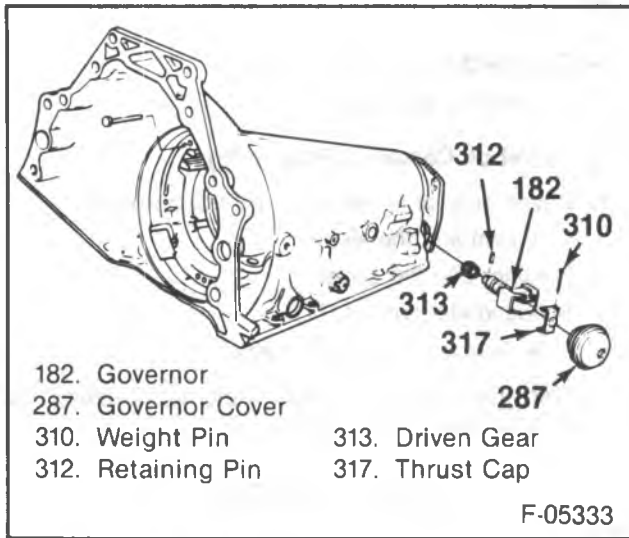 312
182
310
313
317
287
182. Governor
287. Governor Cover
310. Weight Pin
312. Retaining Pin
313. Driven Gear
317. Thrust Cap
F-05333